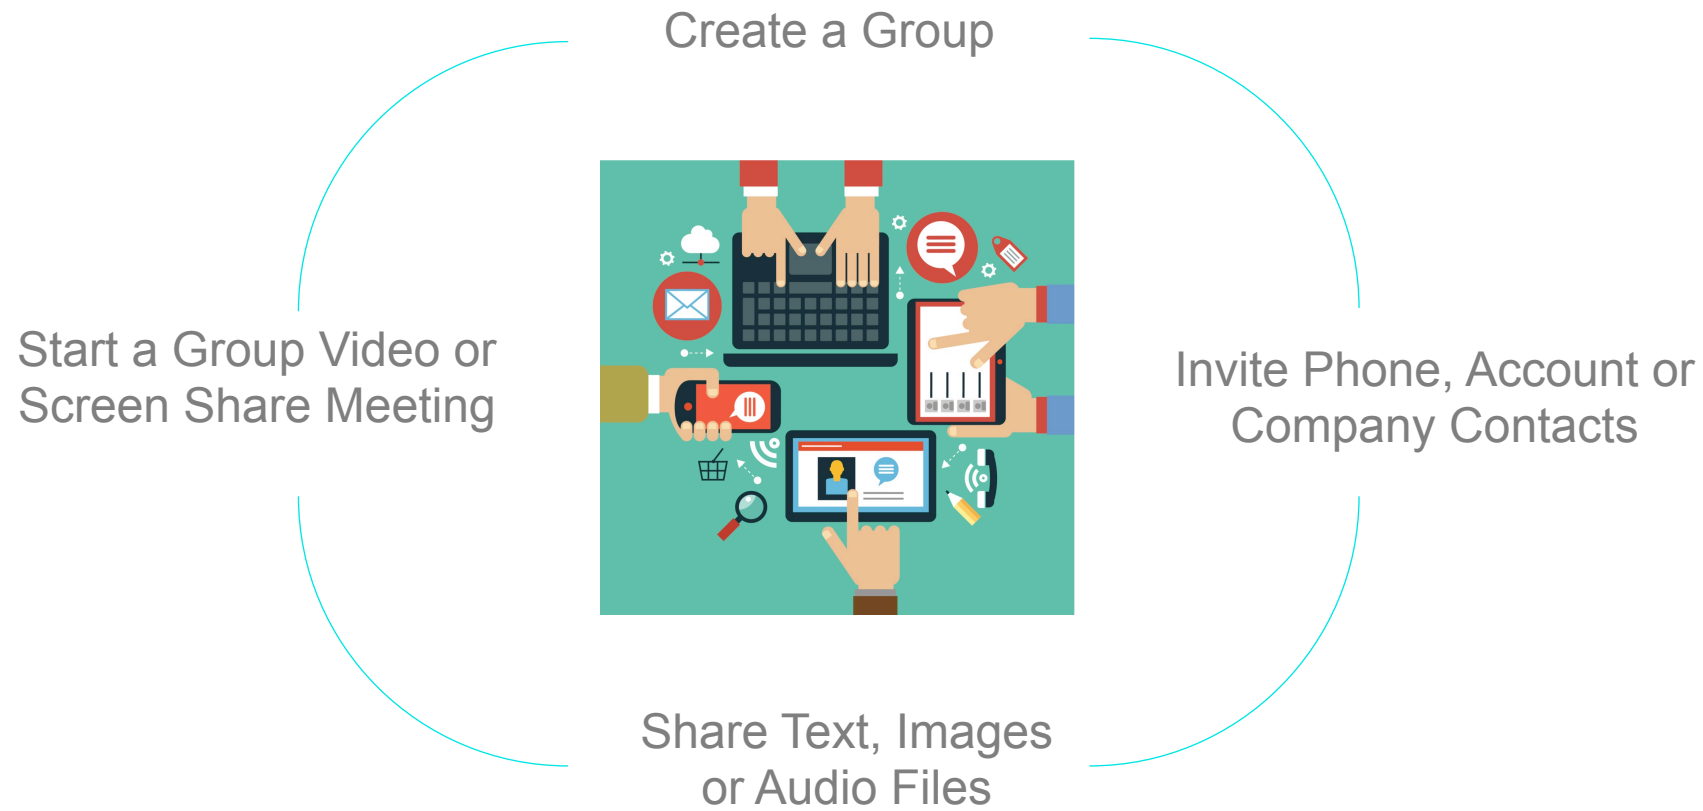 Create a Group
Start a Group Video or
Screen Share Meeting
Invite Phone, Account or
Company Contacts
Share Text, Images
or Audio Files